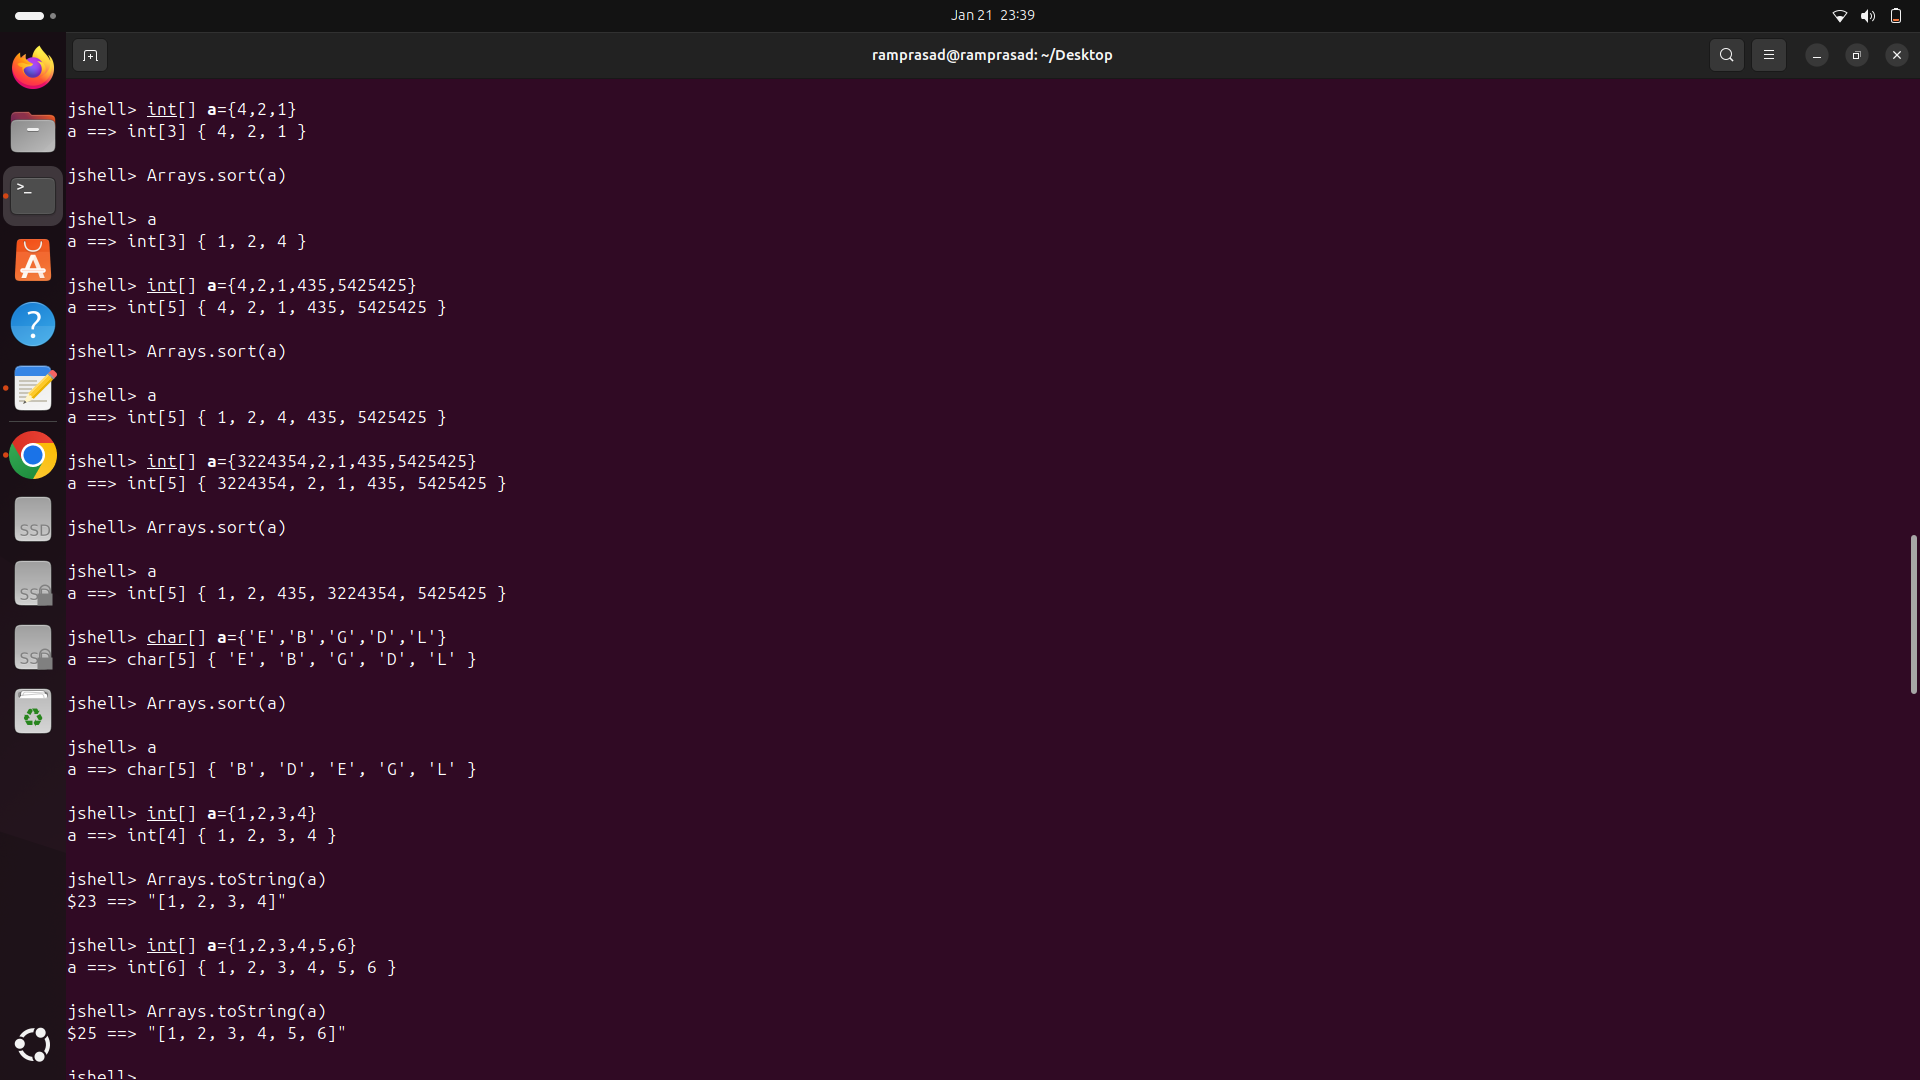 Jan 21 23:39
ramprasad@ramprasad: ~/Desktop
jshell> int[] a={4,2,1}
a ==> int[3] { 4, 2, 1 }
jshell> Arrays.sort(a)
jshell> a
a ==> int[3] { 1, 2, 4 }
jshell> int[] a={4,2,1,435,5425425}
a ==> int[5] { 4, 2, 1, 435, 5425425 }
jshell> Arrays.sort(a)
jshell> a
a ==> int[5] { 1, 2, 4, 435, 5425425 }
jshell> int[] a={3224354,2,1,435,5425425}
a ==> int[5] { 3224354, 2, 1, 435, 5425425 }
jshell> Arrays.sort(a)
jshell> a
a ==> int[5] { 1, 2, 435, 3224354, 5425425 }
jshell> char[] a={'E','B','G','D','L'}
a ==> char[5] { 'E', 'B', 'G', 'D', 'L' }
jshell> Arrays.sort(a)
jshell> a
a ==> char[5] { 'B', 'D', 'E', 'G', 'L' }
jshell> int[] a={1,2,3,4}
a ==> int[4] { 1, 2, 3, 4 }
jshell> Arrays.toString(a)
$23 ==> "[1, 2, 3, 4]"
jshell> int[] a={1,2,3,4,5,6}
a ==> int[6] { 1, 2, 3, 4, 5, 6 }
jshell> Arrays.toString(a)
$25 ==> "[1, 2, 3, 4, 5, 6]"
jshell>
>_
?
SSD
SSD
SSD